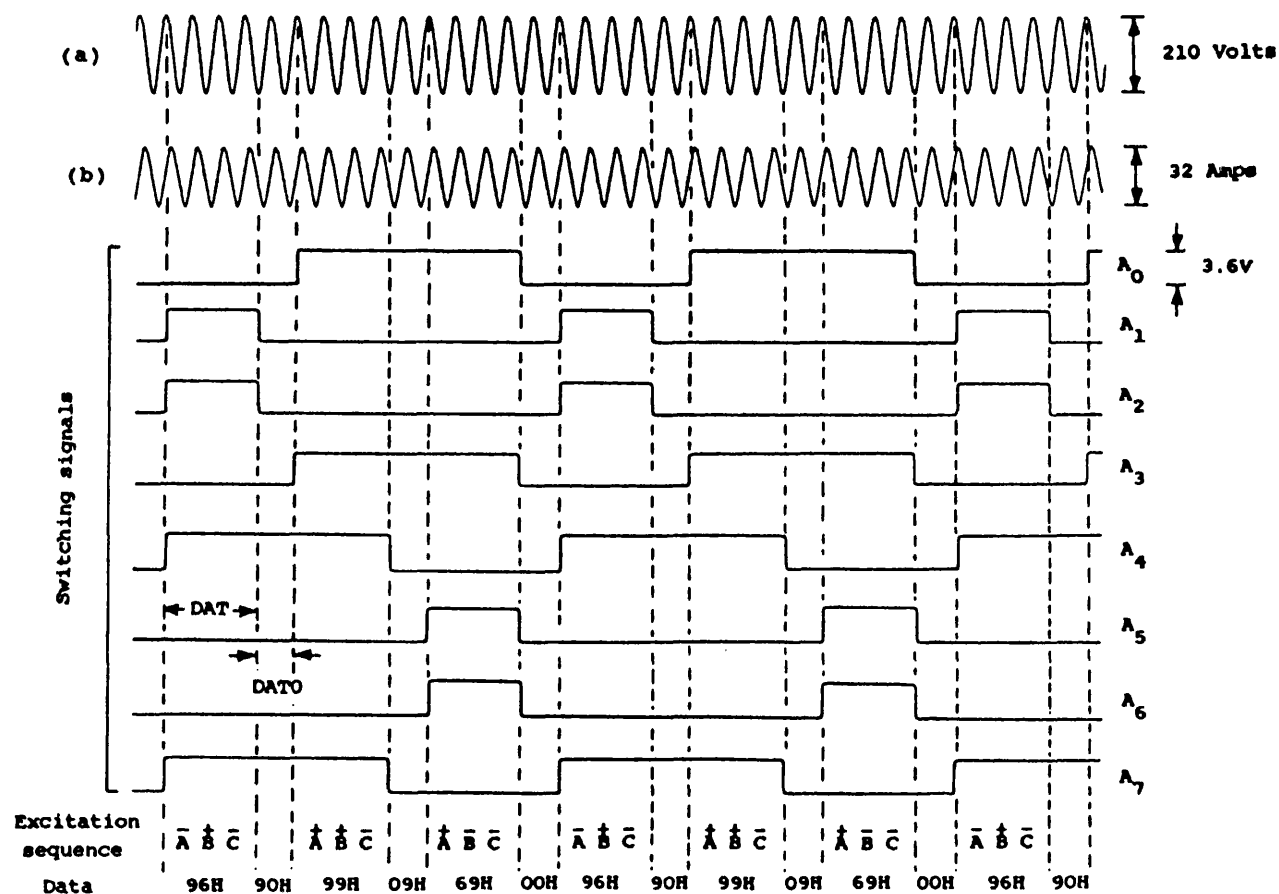 (a)
210 Volts
(b)
32 Amps
A0
3.6V
A1
A2
A3
A4
DAT
A5
DATO
A6
A7
Switching signals
Excitation sequence
Ā B⁺ C̄ A⁺ B⁺ C̄ A⁺ B̄ C̄ Ā B⁺ C̄ A⁺ B⁺ C̄ A⁺ B̄ C̄ Ā B⁺ C̄
Data 96H 90H 99H 09H 69H 00H 96H 90H 99H 09H 69H 00H 96H 90H